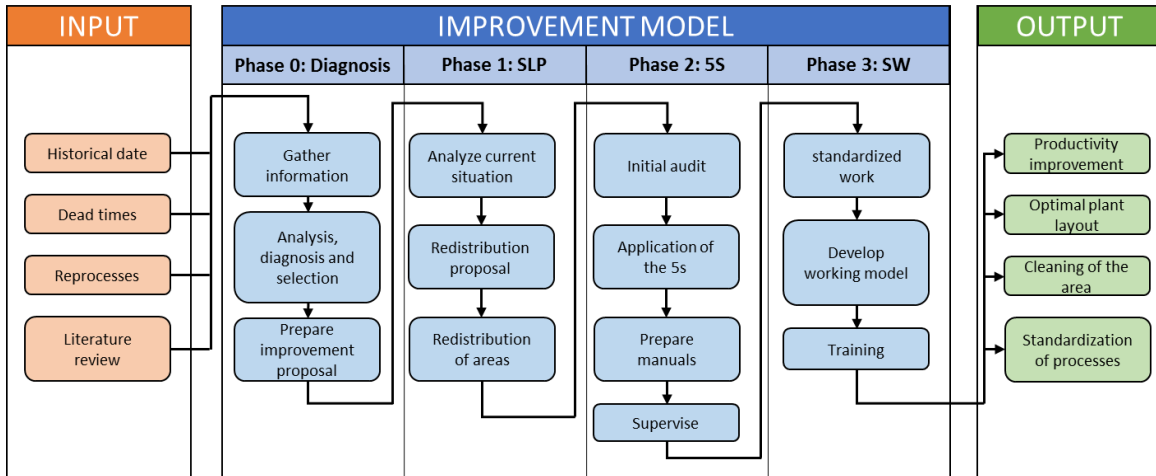 INPUT
IMPROVEMENT MODEL
OUTPUT
Phase 0: Diagnosis
Phase 1: SLP
Phase 2: 5S
Phase 3: SW
Historical date
Dead times
Reprocesses
Literature
review
Gather
information
Analysis,
diagnosis and
selection
Prepare
improvement
proposal
Analyze current
situation
Redistribution
proposal
Redistribution
of areas
Initial audit
Application of
the 5s
Prepare
manuals
Supervise
standardized
work
Develop
working model
Training
Productivity
improvement
Optimal plant
layout
Cleaning of the
area
Standardization
of processes